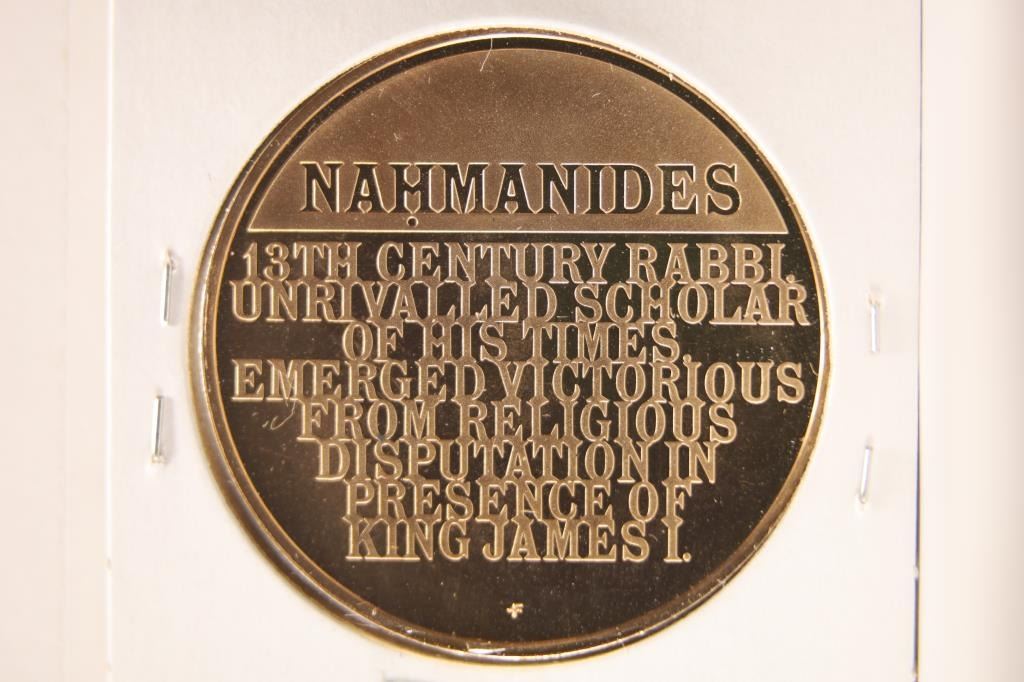 NAḤMANIDES
13TH CENTURY RABBI.
UNRIVALLED SCHOLAR
OF HIS TIMES.
EMERGED VICTORIOUS
FROM RELIGIOUS
DISPUTATION IN
PRESENCE OF
KING JAMES I.